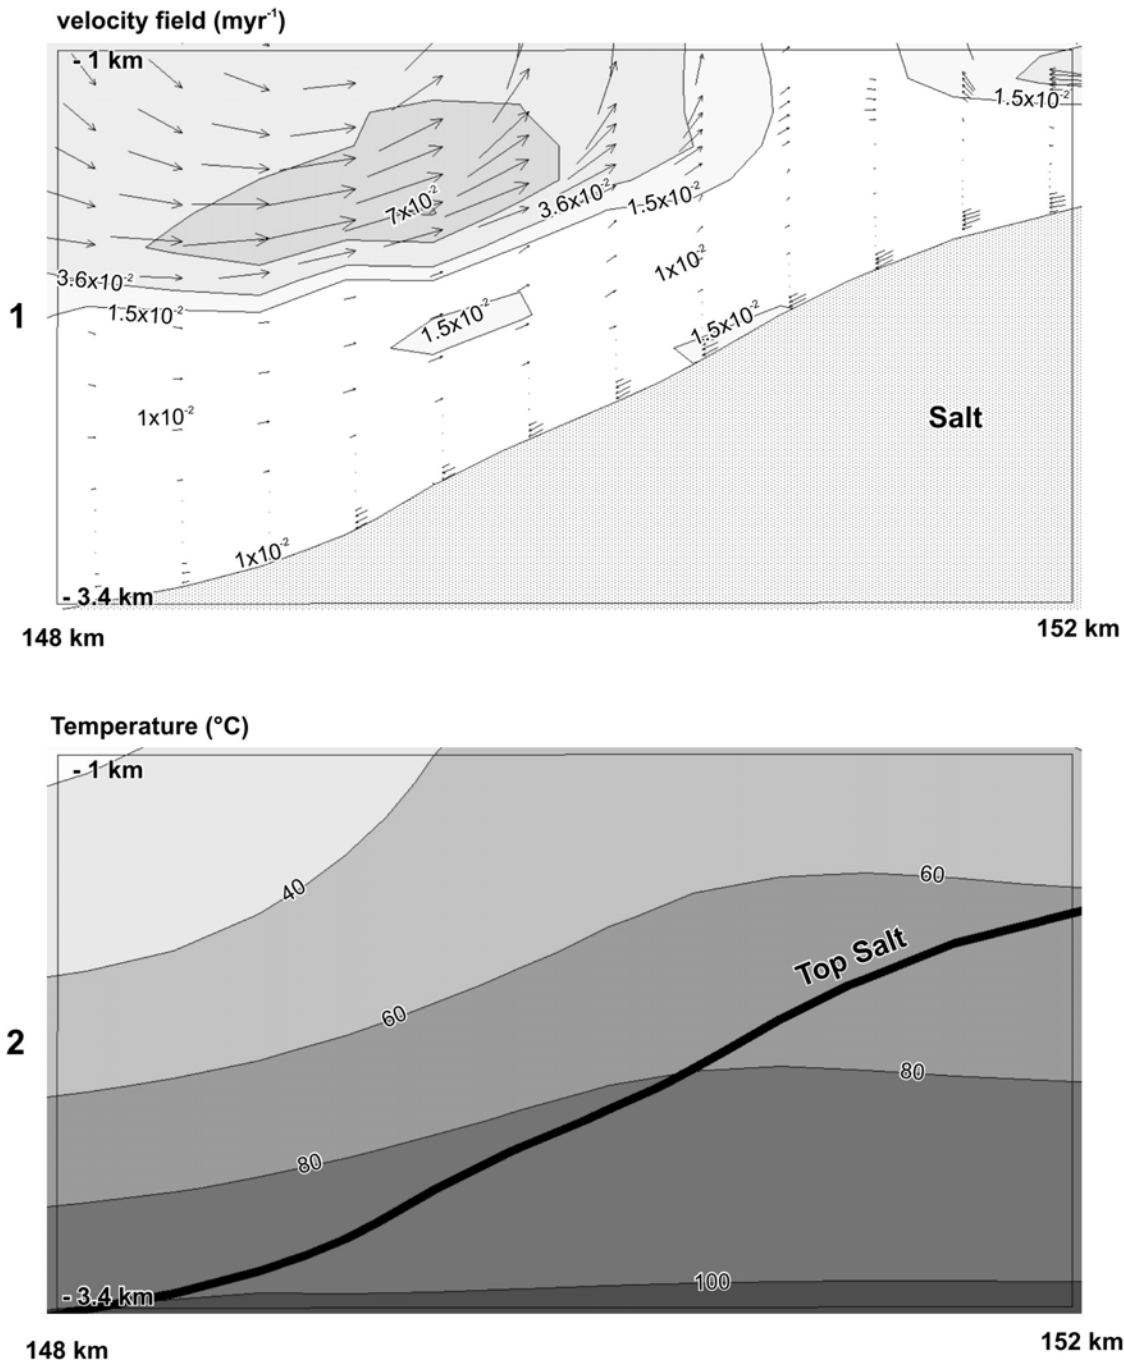 velocity field (myr⁻¹)
- 1 km
1.5x10⁻²
7x10⁻²
3.6x10⁻²
1.5x10⁻²
1x10⁻²
3.6x10⁻²
1.5x10⁻²
1
1.5x10⁻²
1.5x10⁻²
1x10⁻²
Salt
1x10⁻²
- 3.4 km
148 km
152 km
Temperature (°C)
- 1 km
40
60
Top Salt
60
2
80
80
100
- 3.4 km
148 km
152 km